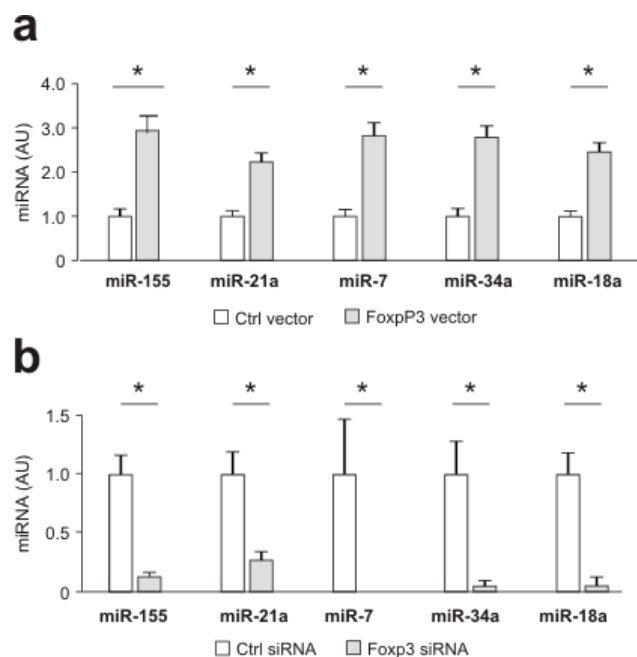 a
* * * * *
4.0
3.0
2.0
1.0
0
miRNA (AU)
miR-155 miR-21a miR-7 miR-34a miR-18a
Ctrl vector FoxpP3 vector
b
* * * * *
1.5
1.0
0.5
0
miRNA (AU)
miR-155 miR-21a miR-7 miR-34a miR-18a
Ctrl siRNA Foxp3 siRNA